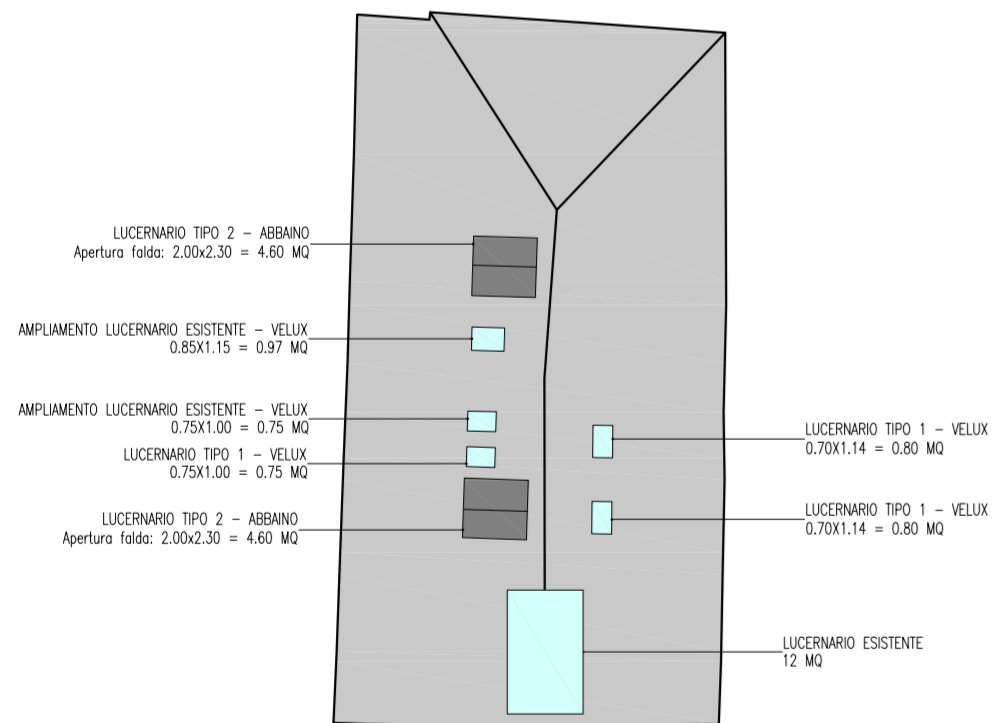 LUCERNARIO TIPO 2 – ABBAINO
Apertura falda: 2.00x2.30 = 4.60 MQ
AMPLIAMENTO LUCERNARIO ESISTENTE – VELUX
0.85X1.15 = 0.97 MQ
AMPLIAMENTO LUCERNARIO ESISTENTE – VELUX
0.75X1.00 = 0.75 MQ
LUCERNARIO TIPO 1 – VELUX
0.75X1.00 = 0.75 MQ
LUCERNARIO TIPO 2 – ABBAINO
Apertura falda: 2.00x2.30 = 4.60 MQ
LUCERNARIO TIPO 1 – VELUX
0.70X1.14 = 0.80 MQ
LUCERNARIO TIPO 1 – VELUX
0.70X1.14 = 0.80 MQ
LUCERNARIO ESISTENTE
12 MQ